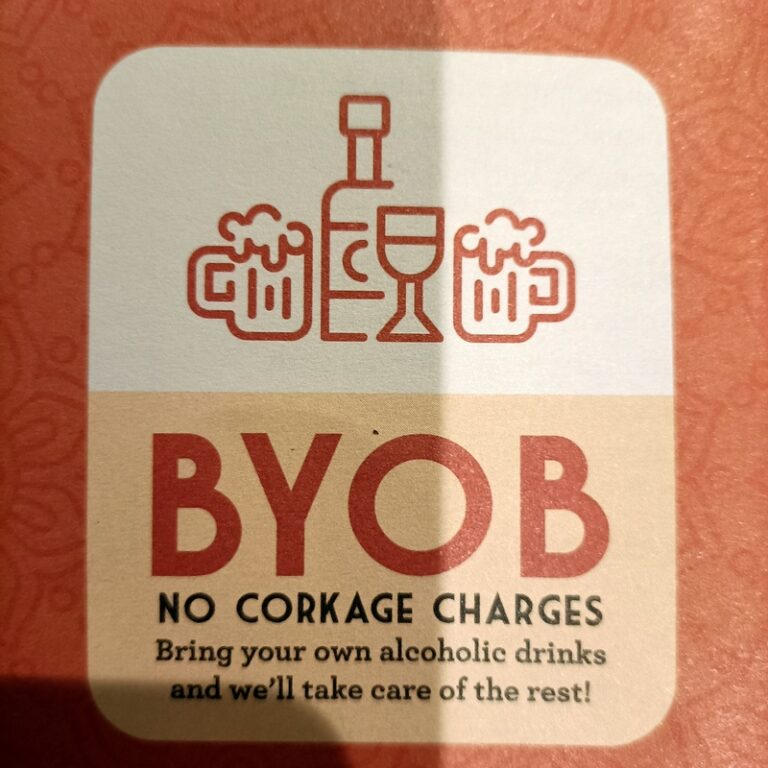 BYOB
NO CORKAGE CHARGES
Bring your own alcoholic drinks
and we'll take care of the rest!